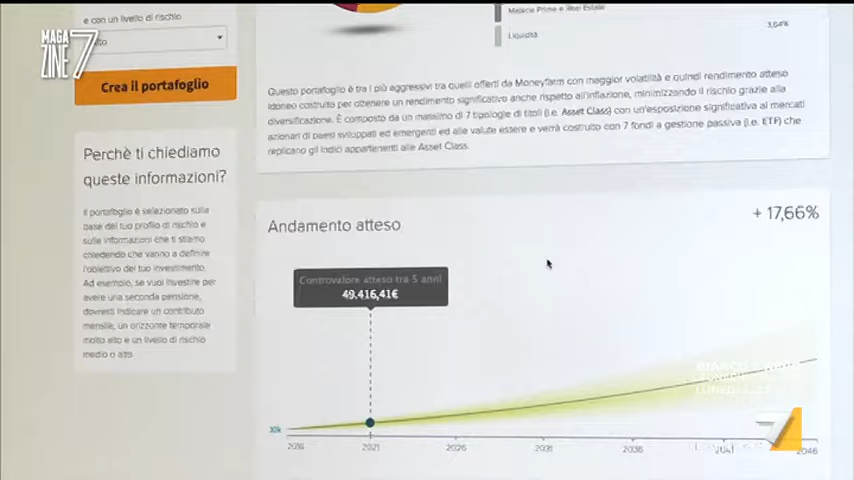 e con un livello di rischio
MAGA
ZINE 7
Crea il portafoglio
Materie Prime e Real Estate
3,64%
Liquidità
Questo portafoglio è tra i più aggressivi tra quelli offerti da Moneyfarm con maggior volatilità e quindi rendimento atteso
Idoneo costruito per ottenere un rendimento significativo anche rispetto all'inflazione, minimizzando il rischio grazie alla
diversificazione. È composto da un massimo di 7 tipologie di titoli (i.e. Asset Class) con un'esposizione significativa ai mercati
azionari di paesi sviluppati ed emergenti ed alle valute estere e verrà costruito con 7 fondi a gestione passiva (i.e. ETF) che
replicano gli indici appartenenti alle Asset Class.
Perchè ti chiediamo
queste informazioni?
Il portafoglio è selezionato sulla
base del tuo profilo di rischio e
sulle informazioni che ti stiamo
chiedendo che vanno a definire
l'obiettivo del tuo investimento.
Ad esempio, se vuoi investire per
avere una seconda pensione,
dovresti indicare un contributo
mensile, un orizzonte temporale
molto alto e un livello di rischio
medio o alto.
Andamento atteso
+ 17,66%
Controvalore atteso tra 5 anni
49.416,41€
30k
2016 2021 2026 2031 2036 2041 2046
7